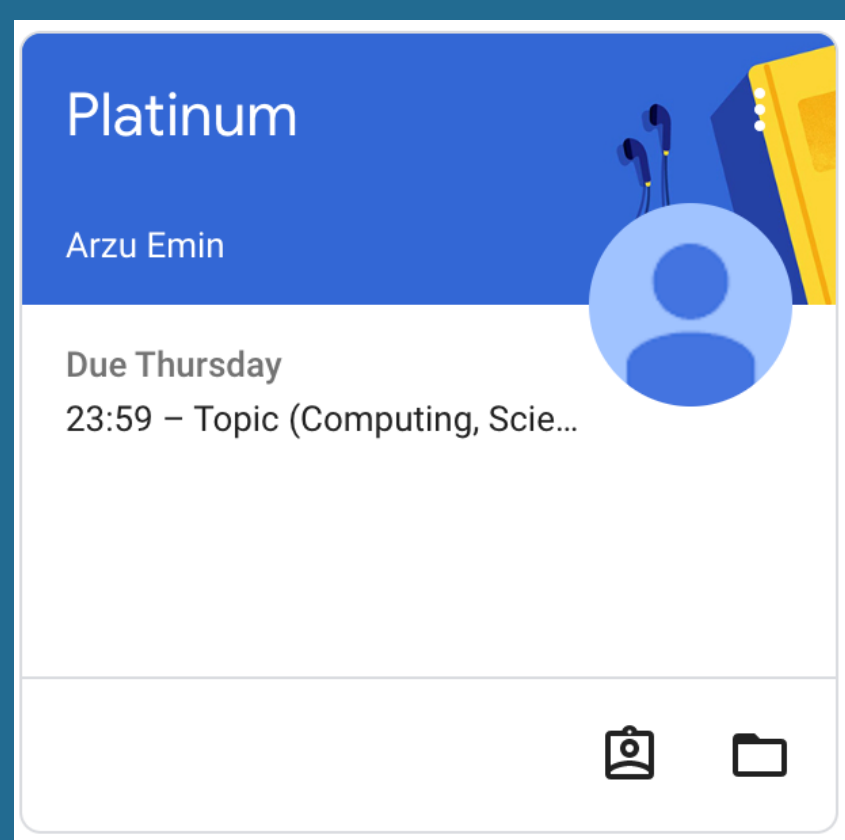 Platinum
Arzu Emin
Due Thursday
23:59 – Topic (Computing, Scie...